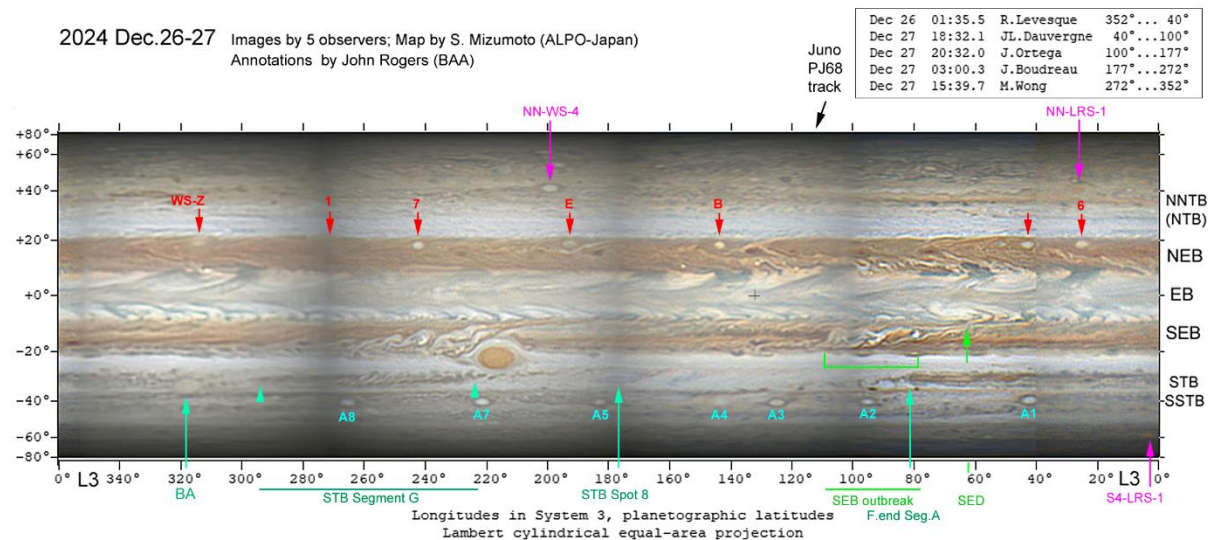 2024 Dec.26-27 Images by 5 observers; Map by S. Mizumoto (ALPO-Japan)
Annotations by John Rogers (BAA)
Dec 26 01:35.5 R.Levesque 352°... 40°
Dec 27 18:32.1 JL.Dauvergne 40°...100°
Dec 27 20:32.0 J.Ortega 100°...177°
Dec 27 03:00.3 J.Boudreau 177°...272°
Dec 27 15:39.7 M.Wong 272°...352°
Juno
PJ68
track
NN-WS-4 NN-LRS-1
+80°
+60°
+40°
+20°
+0°
-20°
-40°
-60°
-80°
WS-Z 1 7 E B 6
NNTB
(NTB)
NEB
EB
SEB
STB
SSTB
A8 A7 A5 A4 A3 A2 A1
0° L3 340° 320° 300° 280° 260° 240° 220° 200° 180° 160° 140° 120° 100° 80° 60° 40° L3 20° 0°
BA STB Segment G STB Spot 8 SEB outbreak SED S4-LRS-1
F.end Seg.A
Longitudes in System 3, planetographic latitudes
Lambert cylindrical equal-area projection